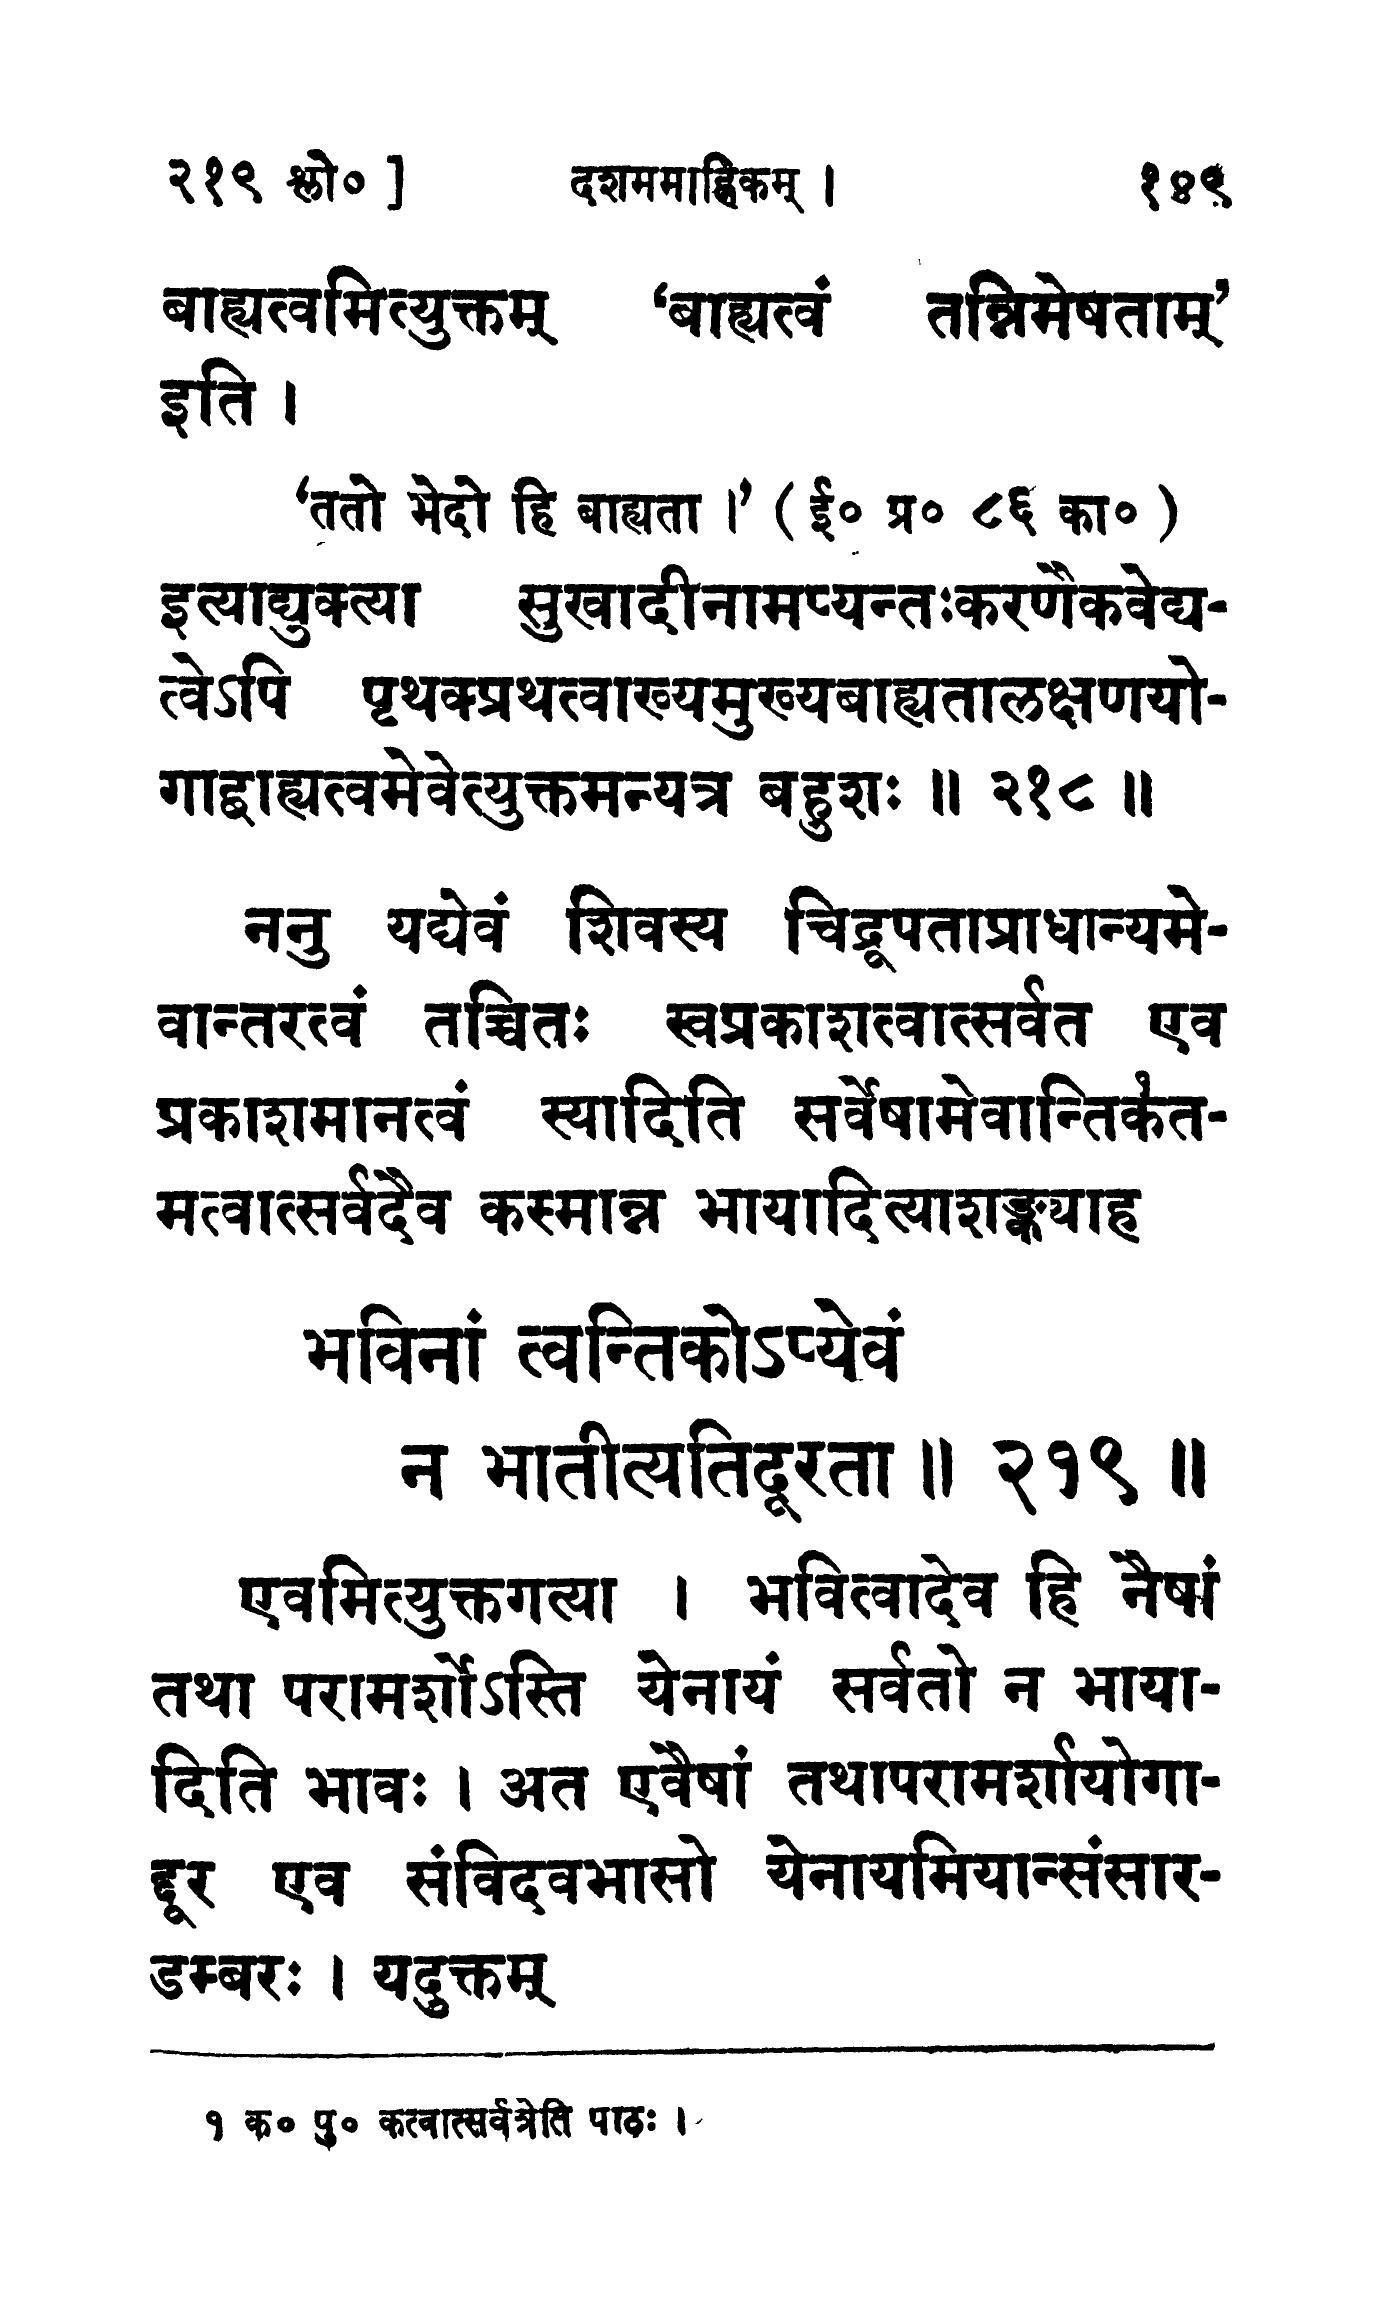 २१९ श्लो० ] दशममाह्निकम् । १४९
बाह्यत्वमित्युक्तम् ‘बाह्यत्वं तन्निमेषताम्’
इति ।
‘ततो भेदो हि बाह्यता ।’ ( ई० प्र० ८६ का० )
इत्याद्युक्त्या सुखादीनामप्यन्तःकरणैकवेद्य-
त्वेऽपि पृथक्प्रथत्वाख्यमुख्यबाह्यतालक्षणयो-
गाद्बाह्यत्वमेवेत्युक्तमन्यत्र बहुशः ॥ २१८ ॥
ननु यद्येवं शिवस्य चिद्रूपताप्राधान्यमे-
वान्तरत्वं तच्चितः स्वप्रकाशत्वात्सर्वत एव
प्रकाशमानत्वं स्यादिति सर्वेषामेवान्तिक१त-
मत्वात्सर्वदैव कस्मान्न भायादित्याशङ्क्याह
भविनां त्वन्तिकोऽप्येवं
न भातीत्यतिदूरता ॥ २१९ ॥
एवमित्युक्तगत्या । भवित्वादेव हि नैषां
तथा परामर्शोऽस्ति येनायं सर्वतो न भाया-
दिति भावः । अत एवैषां तथापरामर्शायोगा-
द्दूर एव संविदवभासो येनायमियान्संसार-
डम्बरः । यदुक्तम्
१ क० पु० कत्वात्सर्वत्रेति पाठः ।